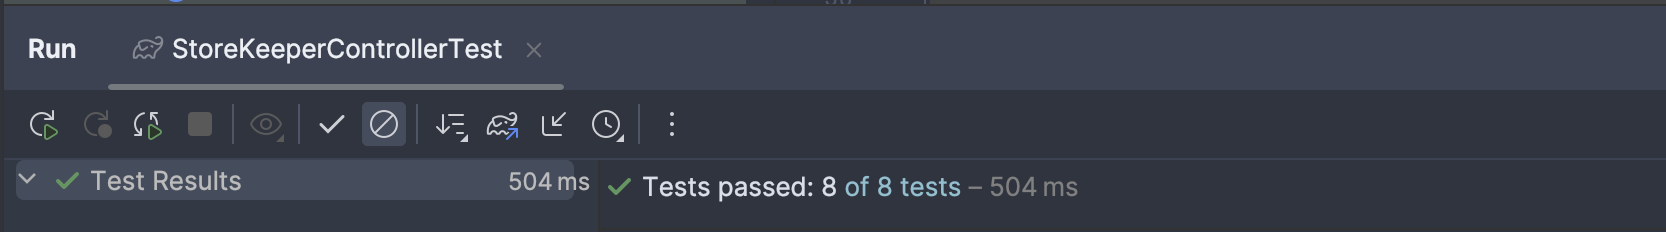 Run StoreKeeperControllerTest
Test Results 504 ms
Tests passed: 8 of 8 tests – 504 ms